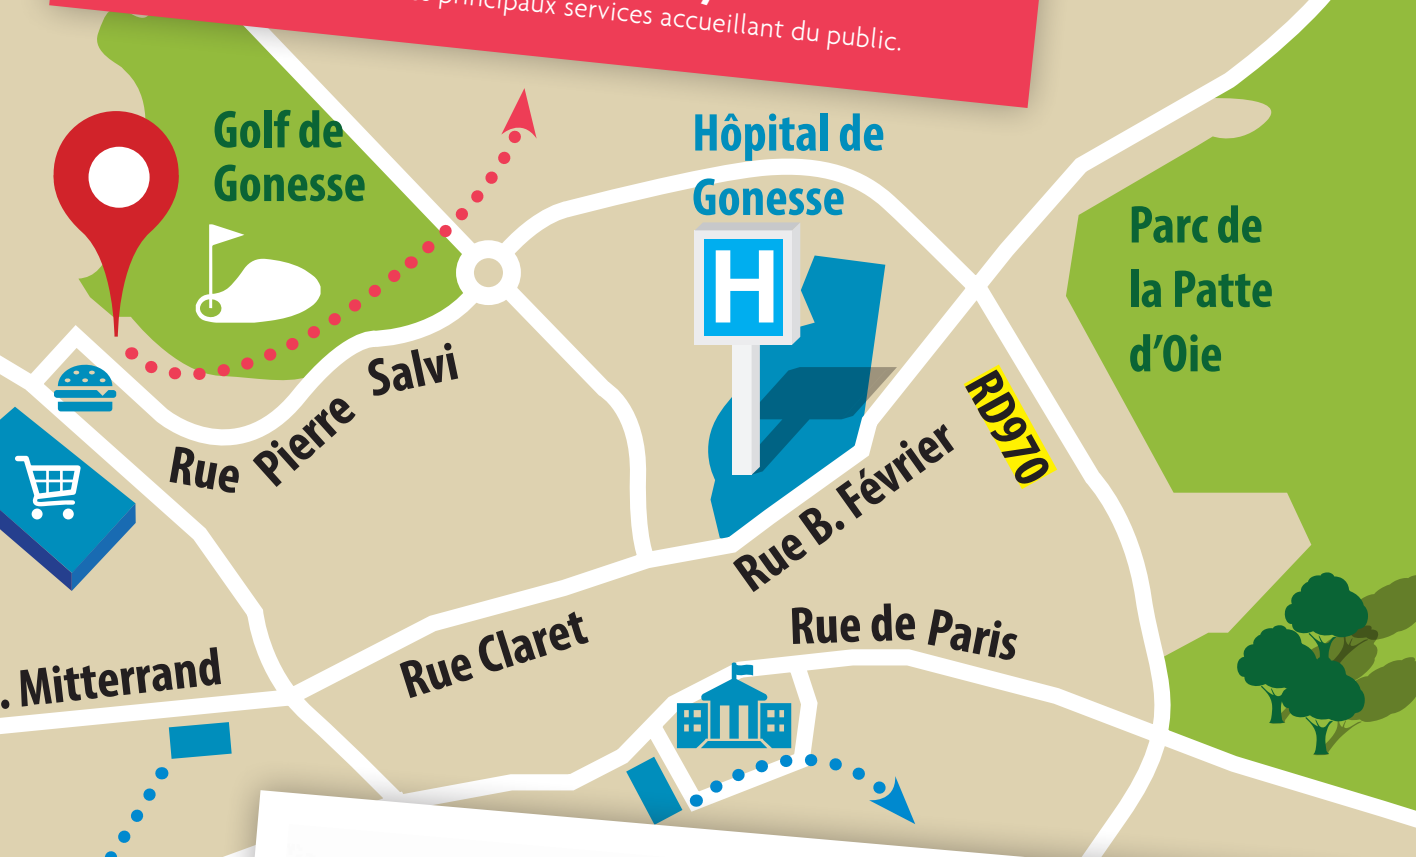 principaux services accueillant du public.
Golf de
Gonesse
Hôpital de
Gonesse
H
Parc de
la Patte
d'Oie
Rue Pierre Salvi
RD970
Rue B. Février
Rue Claret
Rue de Paris
. Mitterrand